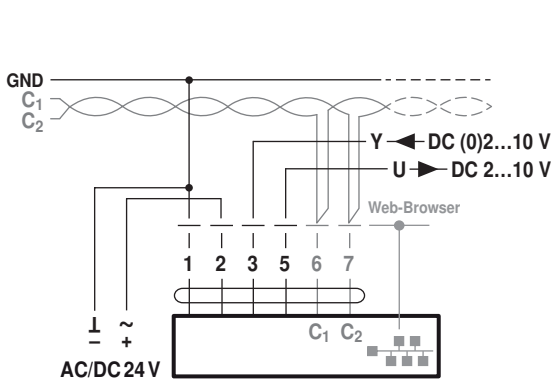 GND
C1
C2
Y DC (0)2...10 V
U DC 2...10 V
Web-Browser
1 2 3 5 6 7
C1 C2
⊥ ~
– +
AC/DC 24 V